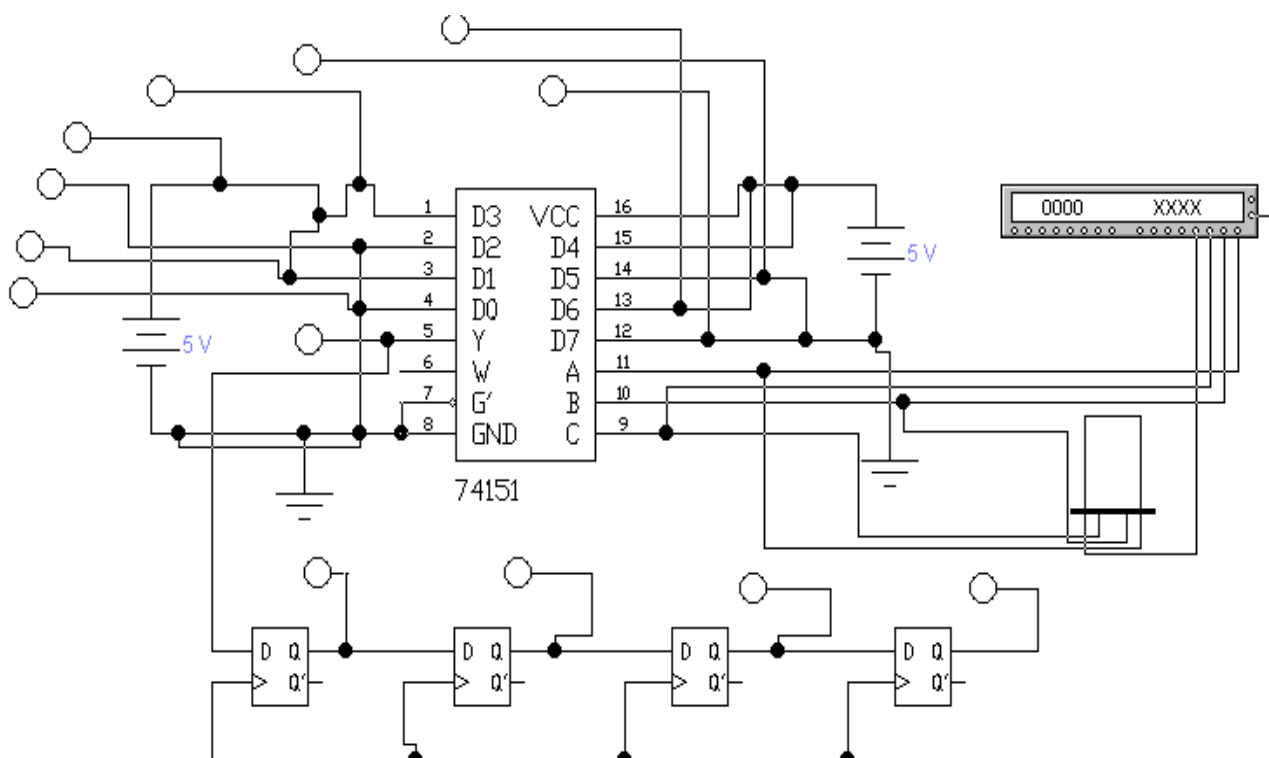 0000 XXXX
1 D3 VCC 16
2 D2 D4 15
3 D1 D5 14
4 D0 D6 13
5 Y D7 12
6 W A 11
7 G' B 10
8 GND C 9
74151
5 V
5 V
D Q
Q'
D Q
Q'
D Q
Q'
D Q
Q'